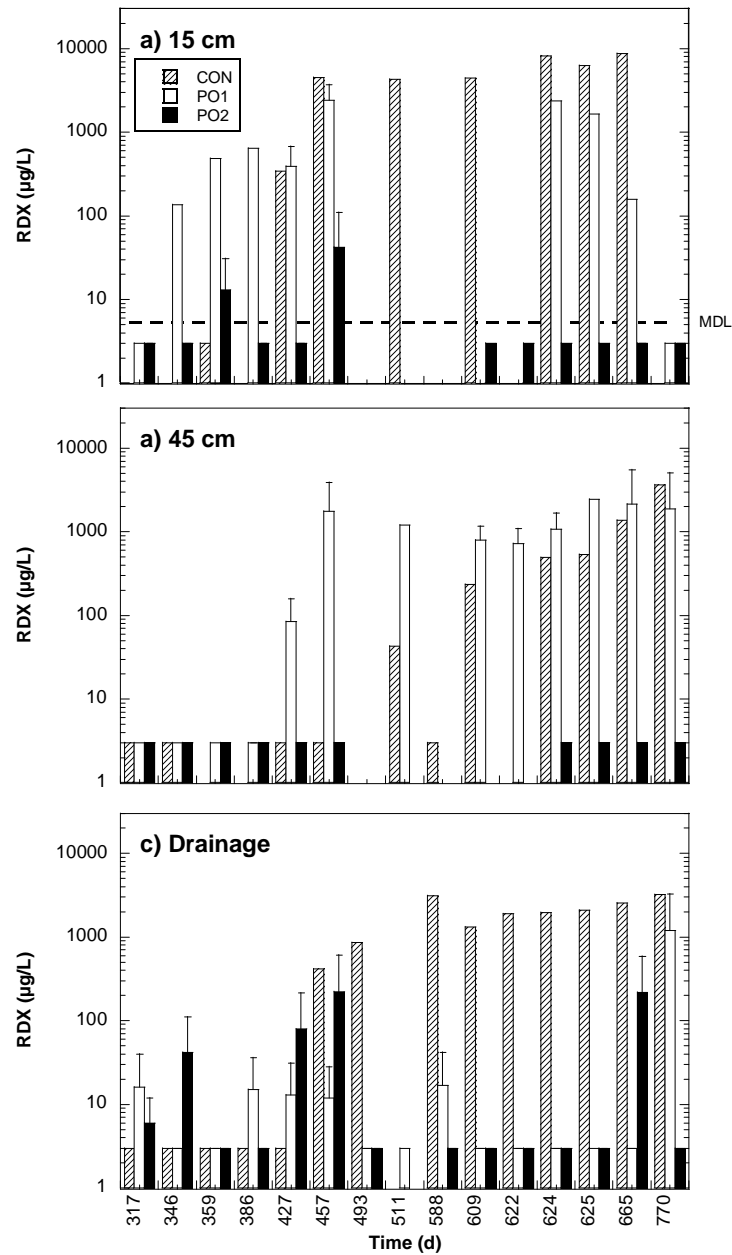 a) 15 cm
CON
PO1
PO2
10000
1000
100
10
1
RDX (µg/L)
MDL
a) 45 cm
10000
1000
100
10
1
RDX (µg/L)
c) Drainage
10000
1000
100
10
1
RDX (µg/L)
317 346 359 386 427 457 493 511 588 609 622 624 625 665 770
Time (d)